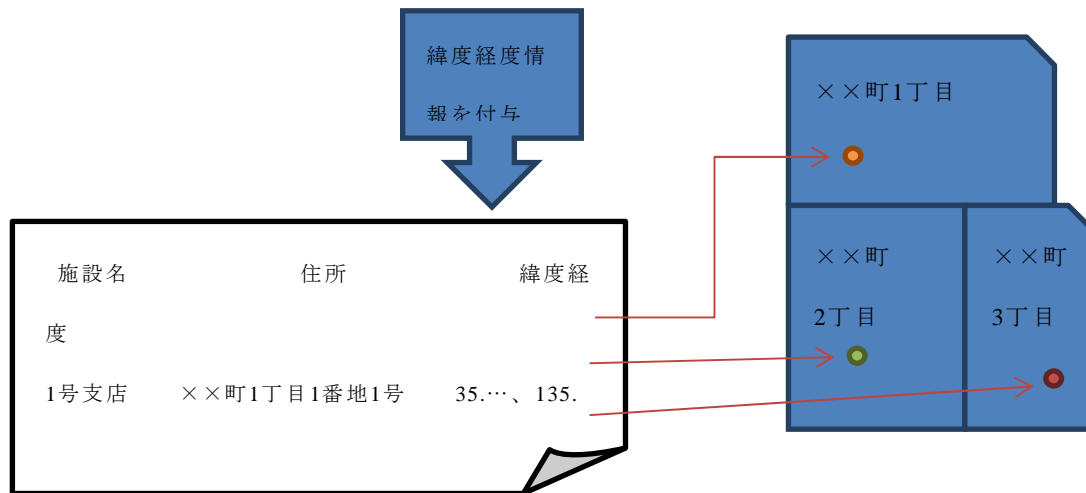 緯度経度情
報を付与
××町1丁目
××町
2丁目
××町
3丁目
施設名 住所 緯度経
度
1号支店 ××町1丁目1番地1号 35.…、135.